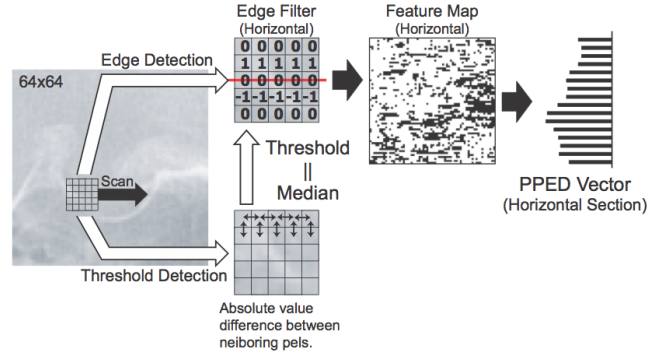 Edge Filter
(Horizontal)
Feature Map
(Horizontal)
Edge Detection
0 0 0 0 0
1 1 1 1 1
0 0 0 0 0
-1 -1 -1 -1 -1
0 0 0 0 0
64x64
Scan
Threshold
||
Median
PPED Vector
(Horizontal Section)
Threshold Detection
Absolute value
difference between
neiboring pels.